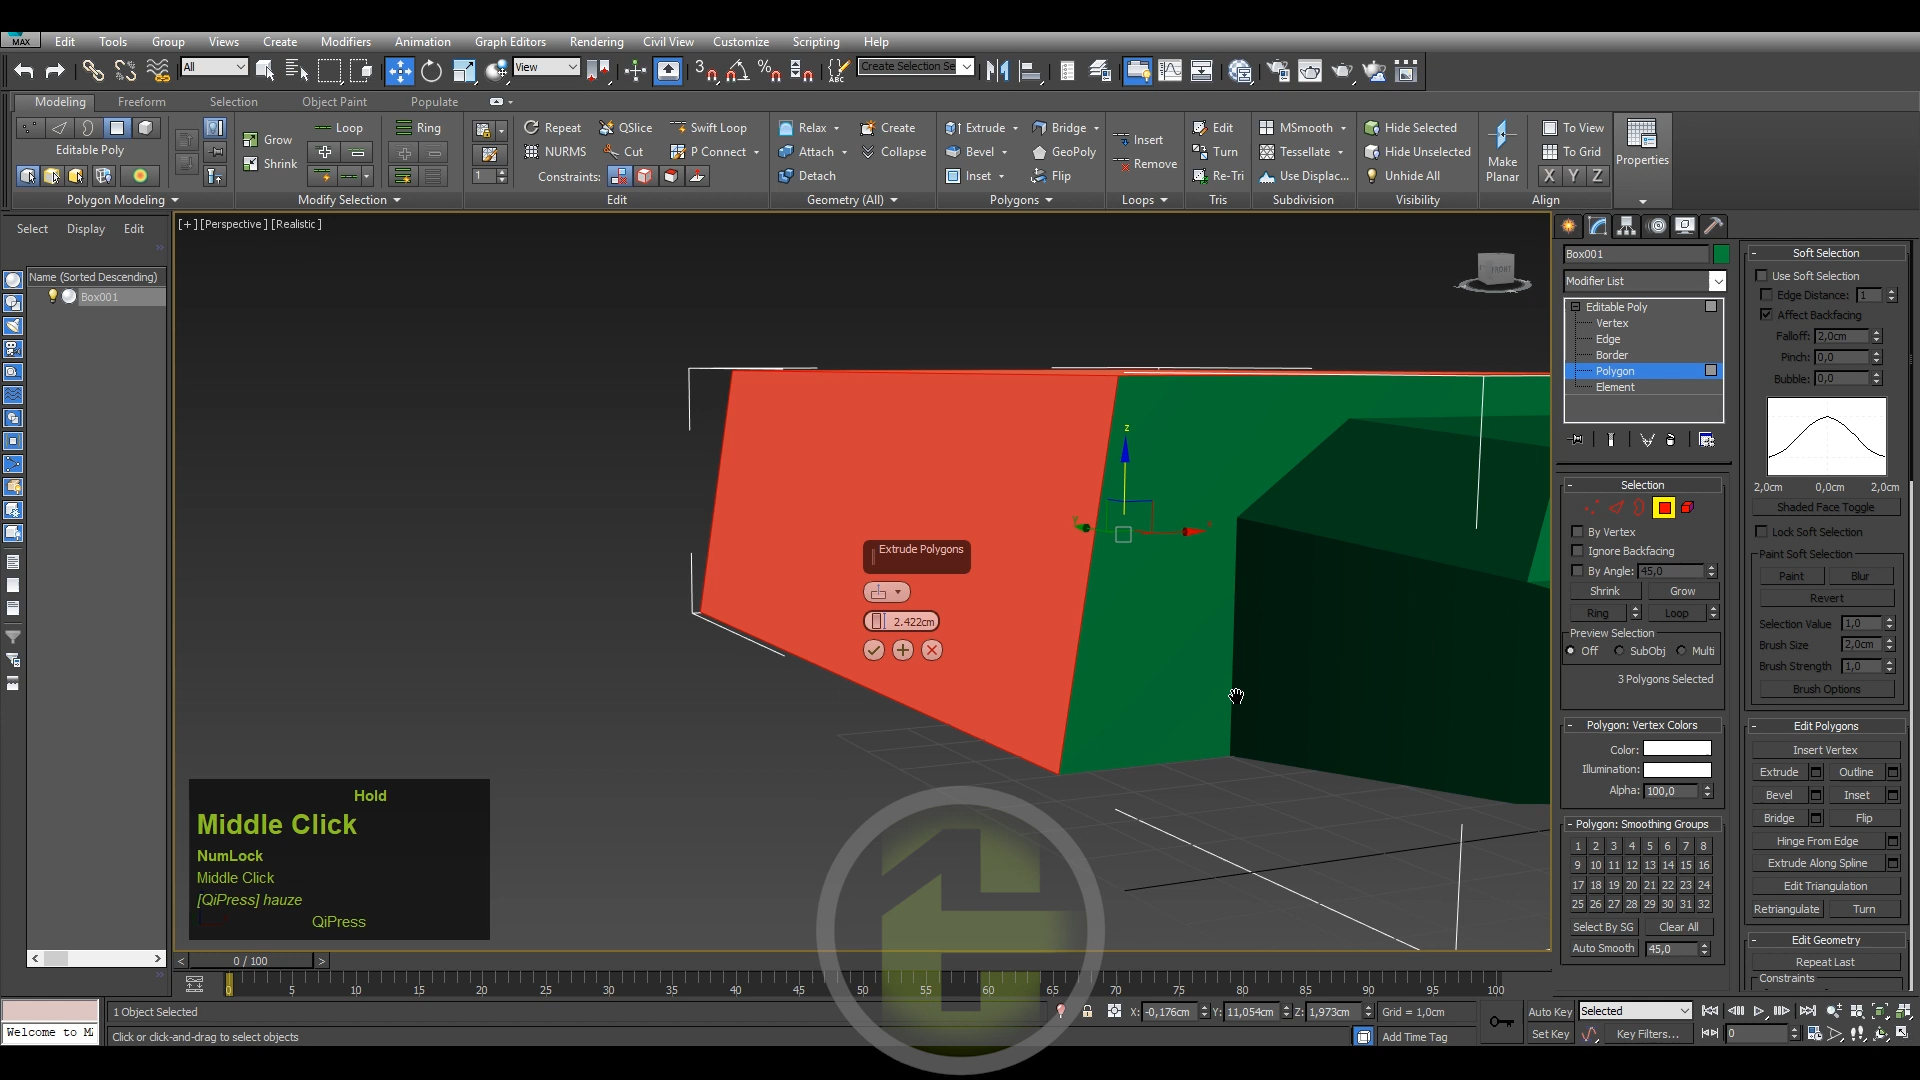 MAX
Edit Tools Group Views Create Modifiers Animation Graph Editors Rendering Civil View Customize Scripting Help
All View Create Selection Se
Modeling Freeform Selection Object Paint Populate
Grow Loop Ring Repeat QSlice Swift Loop Relax Create Extrude Bridge Insert Edit MSmooth Hide Selected To View
Editable Poly Shrink NURMS Cut P Connect Attach Collapse Bevel GeoPoly Remove Turn Tessellate Hide Unselected Make Planar To Grid Properties
1 Constraints: Detach Inset Flip Re-Tri Use Displac... Unhide All X Y Z
Polygon Modeling Modify Selection Edit Geometry (All) Polygons Loops Tris Subdivision Visibility Align
Select Display Edit
Name (Sorted Descending)
Box001
[+] [Perspective] [Realistic]
FRONT
z
Extrude Polygons
2.422cm
Hold
Middle Click
NumLock
Middle Click
[QiPress] hauze
QiPress
Box001
Modifier List
Editable Poly
Vertex
Edge
Border
Polygon
Element
- Selection
By Vertex
Ignore Backfacing
By Angle: 45,0
Shrink Grow
Ring Loop
Preview Selection
Off SubObj Multi
3 Polygons Selected
- Polygon: Vertex Colors
Color:
Illumination:
Alpha: 100,0
- Polygon: Smoothing Groups
1 2 3 4 5 6 7 8
9 10 11 12 13 14 15 16
17 18 19 20 21 22 23 24
25 26 27 28 29 30 31 32
Select By SG Clear All
Auto Smooth 45,0
- Soft Selection
Use Soft Selection
Edge Distance: 1
Affect Backfacing
Falloff: 2,0cm
Pinch: 0,0
Bubble: 0,0
2,0cm 0,0cm 2,0cm
Shaded Face Toggle
Lock Soft Selection
Paint Soft Selection
Paint Blur
Revert
Selection Value 1,0
Brush Size 2,0cm
Brush Strength 1,0
Brush Options
- Edit Polygons
Insert Vertex
Extrude Outline
Bevel Inset
Bridge Flip
Hinge From Edge
Extrude Along Spline
Edit Triangulation
Retriangulate Turn
- Edit Geometry
Repeat Last
Constraints
< 0 / 100 >
0 5 10 15 20 25 30 35 40 45 50 55 60 65 70 75 80 85 90 95 100
1 Object Selected X: -0,176cm Y: 11,054cm Z: 1,973cm Grid = 1,0cm Auto Key Selected
Welcome to Click or click-and-drag to select objects Add Time Tag Set Key Key Filters... 0